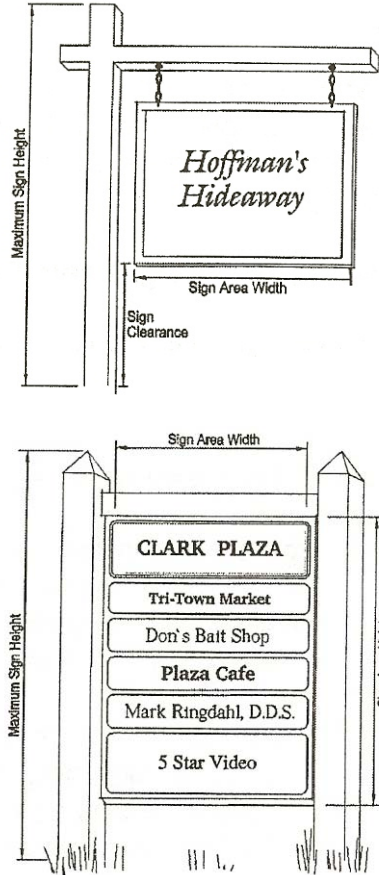 Maximum Sign Height
Hoffman's
Hideaway
Sign Area Width
Sign
Clearance
Sign Area Width
Maximum Sign Height
CLARK PLAZA
Tri-Town Market
Don's Bait Shop
Plaza Cafe
Mark Ringdahl, D.D.S.
5 Star Video